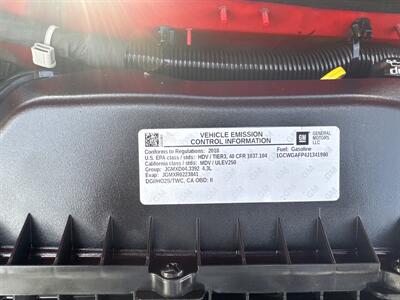 VEHICLE EMISSION
CONTROL INFORMATION
GM
GENERAL
MOTORS
LLC
Conforms to Regulations: 2018
Fuel: Gasoline
U.S. EPA class / stds: HDV / TIER3, 40 CFR 1037.104
1GCWGAFP4J1341980
California class / stds: MDV / ULEV250
Group: JGMXD04.3392 4.3L
Evap: JGMXR0223841
DGI/HO2S/TWC, CA OBD: II